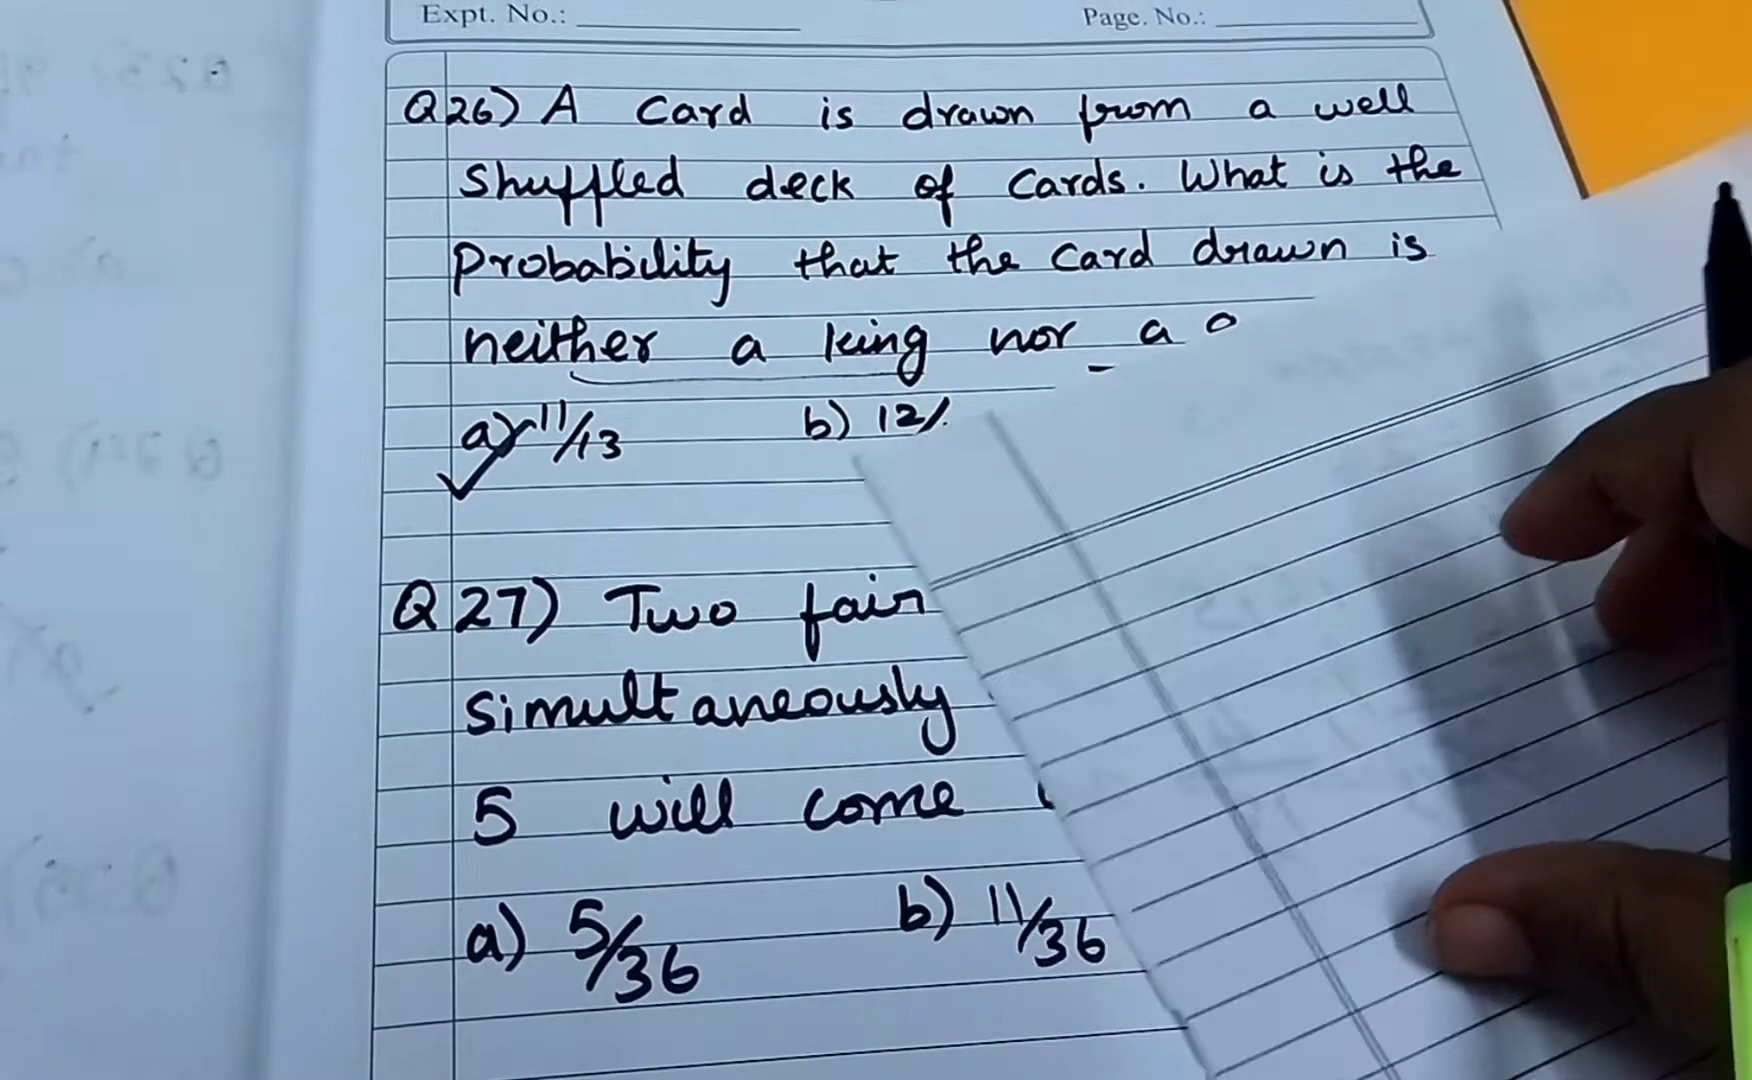 Expt. No.:
Page. No.:
Q26) A Card is drawn from a well
shuffled deck of Cards. What is the
Probability that the Card drawn is
neither a king nor a
a) 11/13 b) 12/
Q27) Two fair
simultaneously
5 will come
a) 5/36 b) 11/36